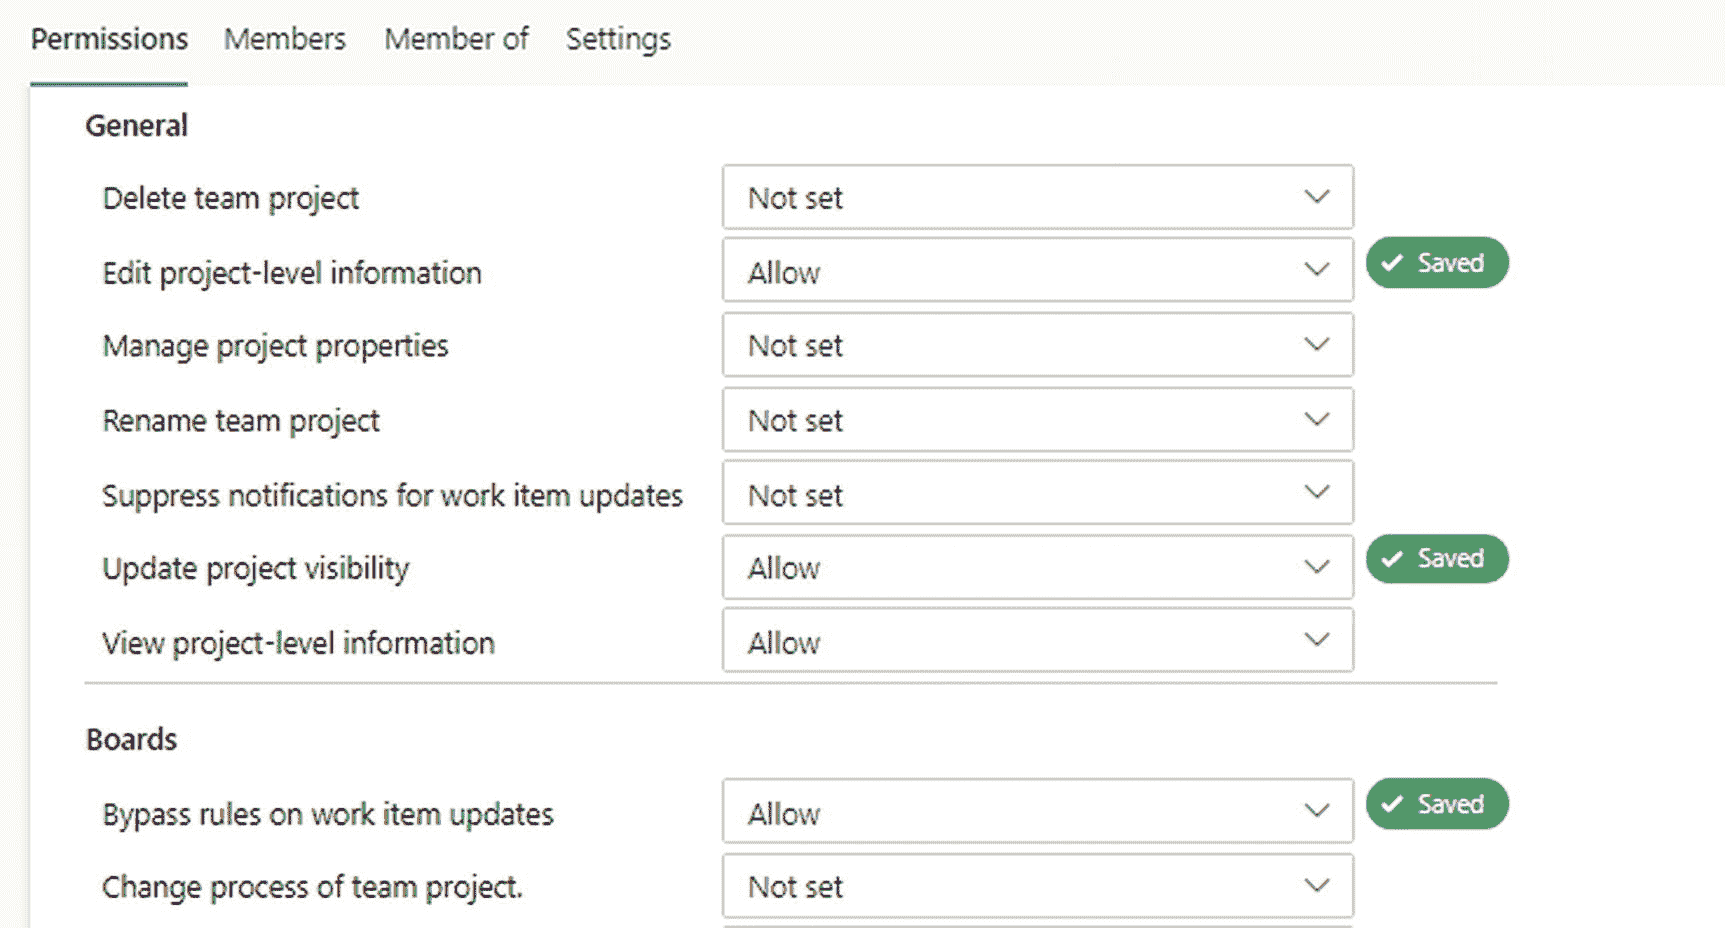 Permissions Members Member of Settings
General
Delete team project Not set
Edit project-level information Allow Saved
Manage project properties Not set
Rename team project Not set
Suppress notifications for work item updates Not set
Update project visibility Allow Saved
View project-level information Allow
Boards
Bypass rules on work item updates Allow Saved
Change process of team project. Not set